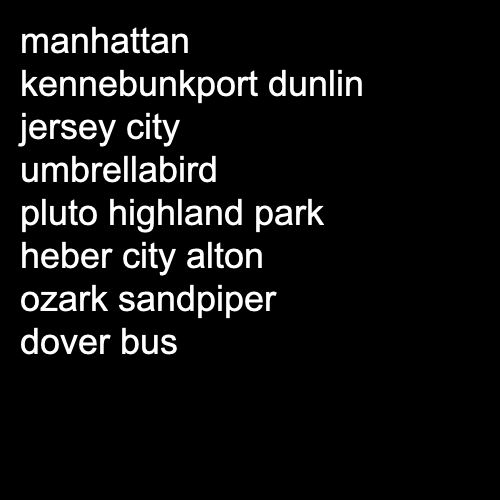 manhattan
kennebunkport dunlin
jersey city
umbrellabird
pluto highland park
heber city alton
ozark sandpiper
dover bus